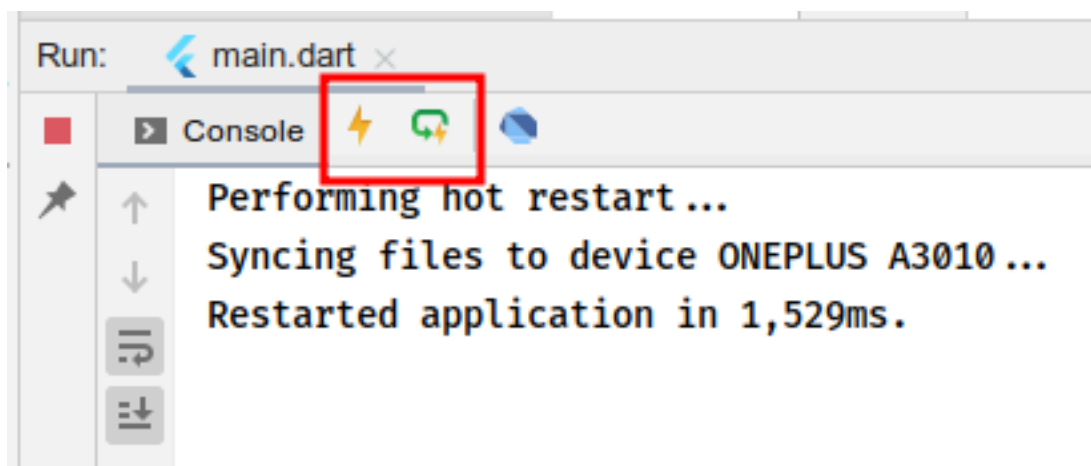 Run: main.dart
Console
Performing hot restart...
Syncing files to device ONEPLUS A3010...
Restarted application in 1,529ms.